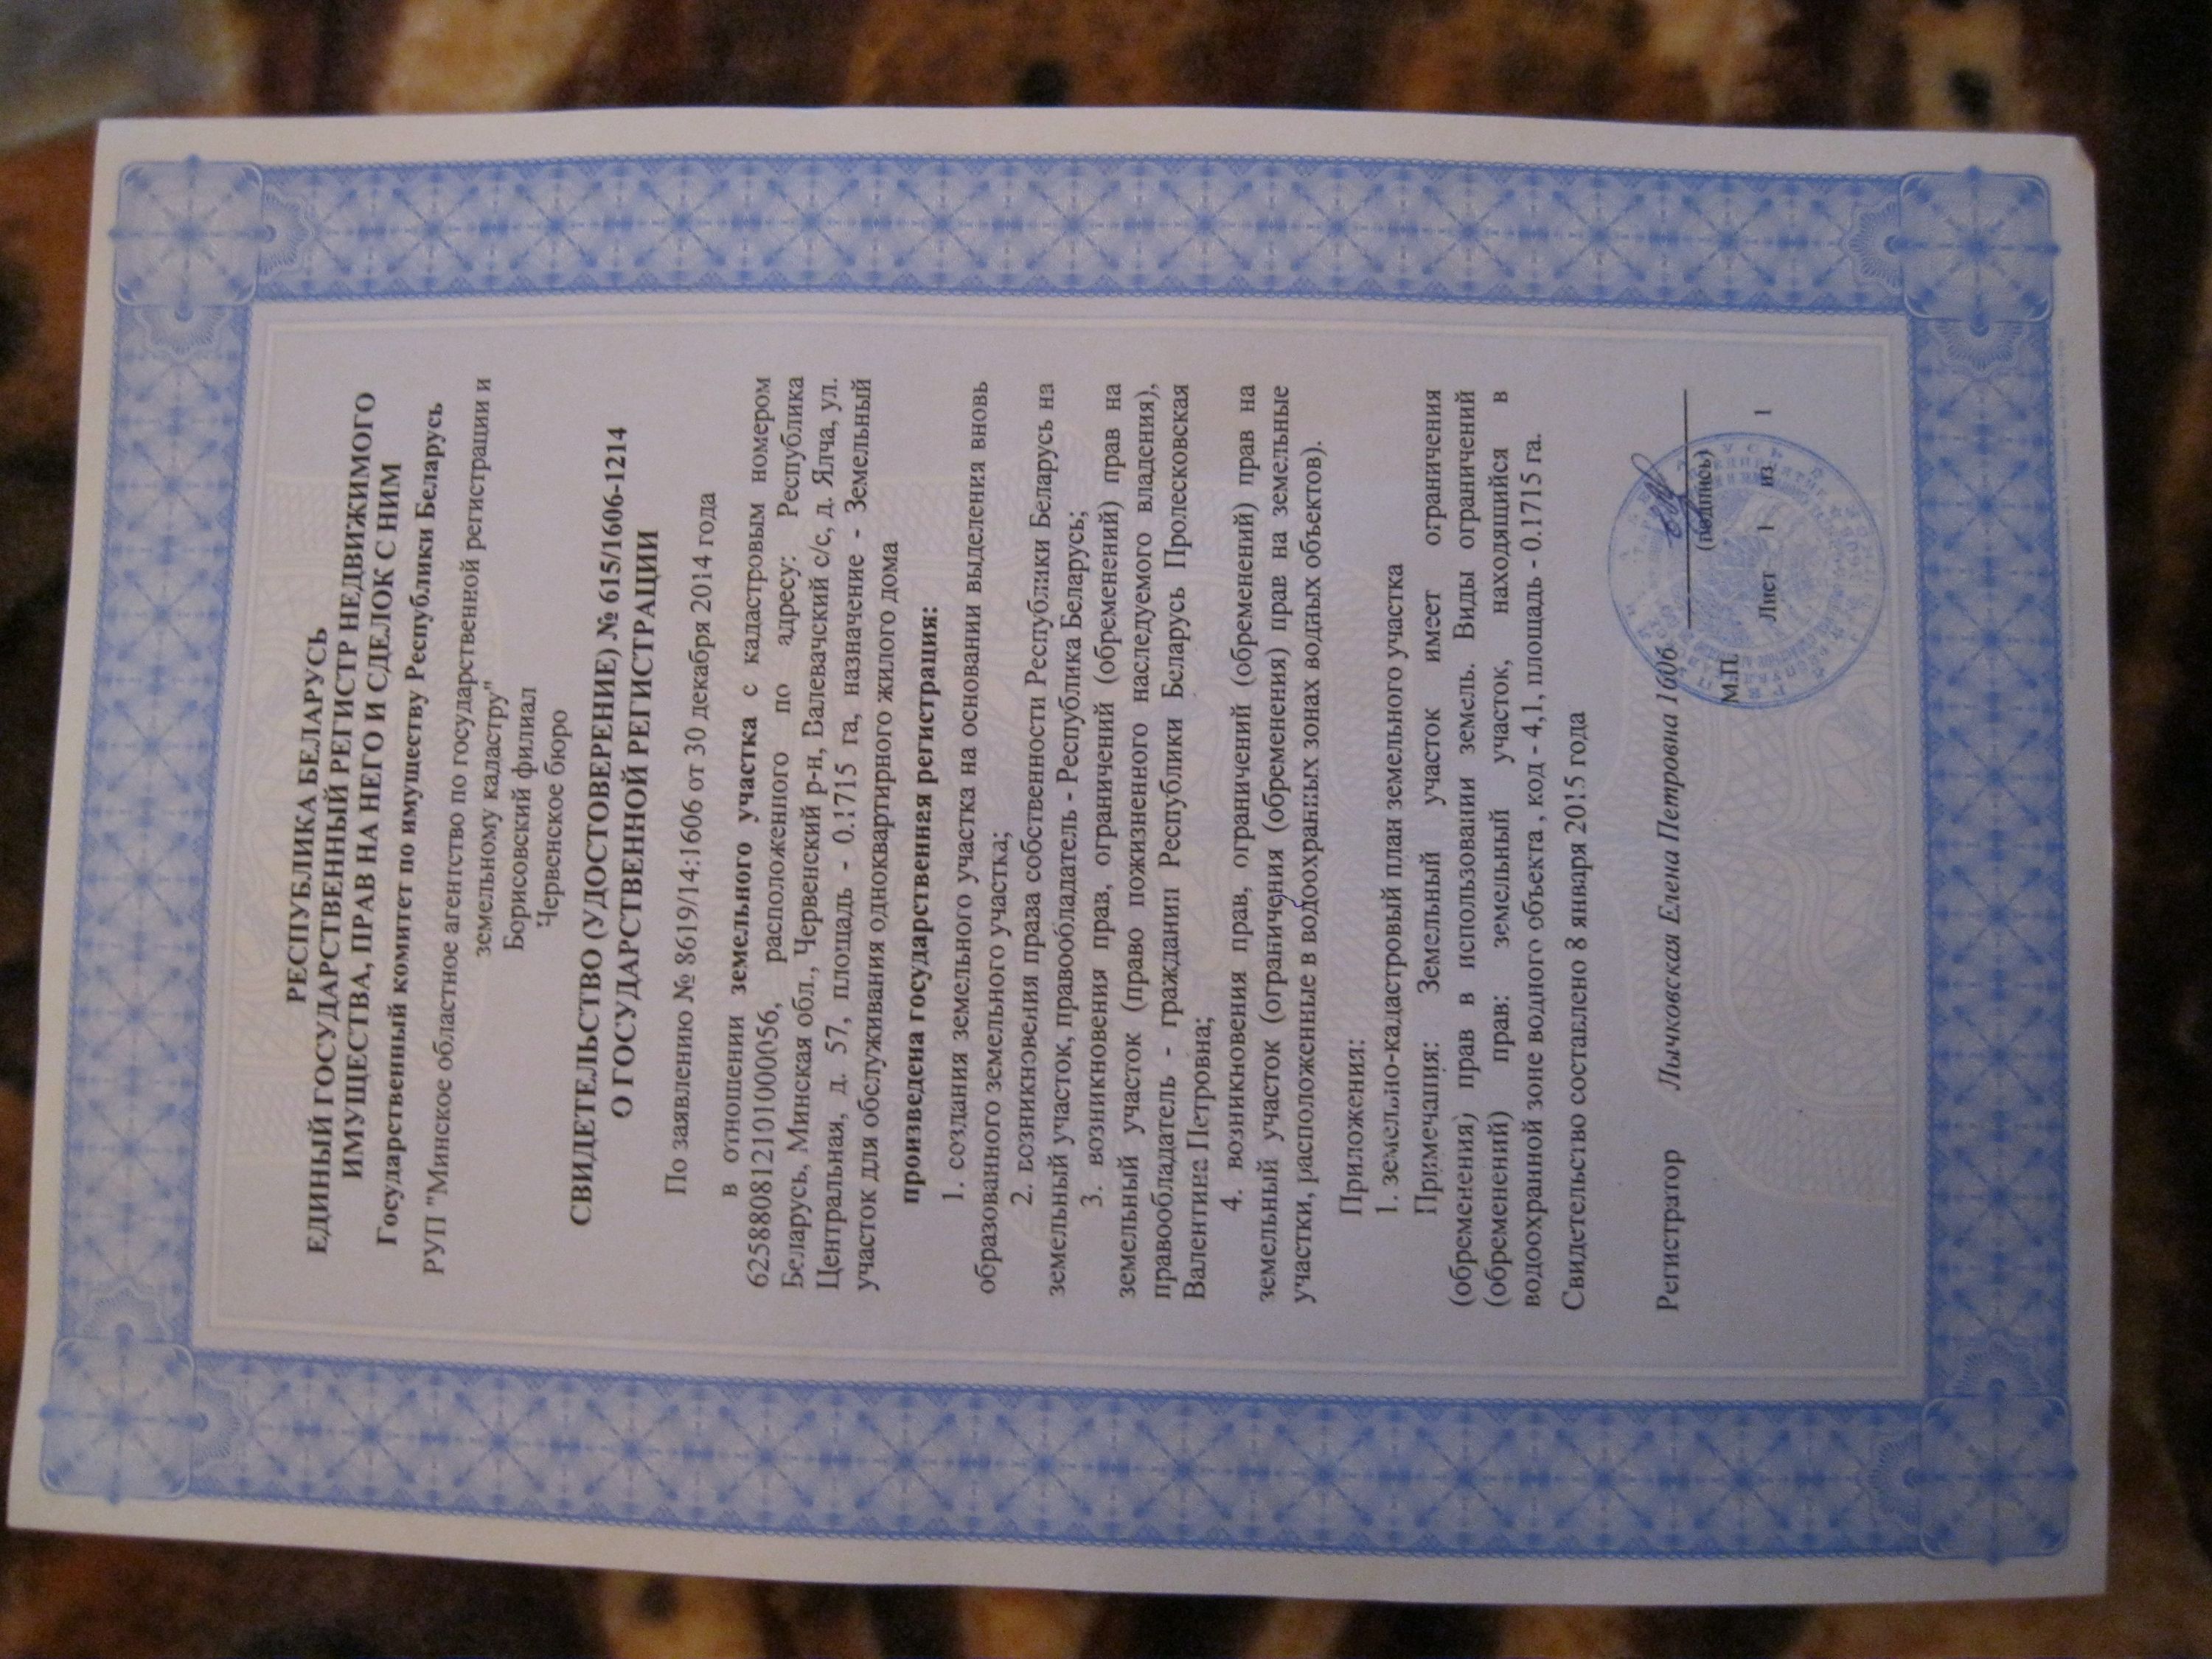 РЕСПУБЛИКА БЕЛАРУСЬ
ЕДИНЫЙ ГОСУДАРСТВЕННЫЙ РЕГИСТР НЕДВИЖИМОГО
ИМУЩЕСТВА, ПРАВ НА НЕГО И СДЕЛОК С НИМ
Государственный комитет по имуществу Республики Беларусь
РУП "Минское областное агентство по государственной регистрации и
земельному кадастру"
Борисовский филиал
Червенское бюро
СВИДЕТЕЛЬСТВО (УДОСТОВЕРЕНИЕ) № 615/1606-1214
О ГОСУДАРСТВЕННОЙ РЕГИСТРАЦИИ
По заявлению № 8619/14:1606 от 30 декабря 2014 года
в отношении земельного участка с кадастровым номером
625880812101000056, расположенного по адресу: Республика
Беларусь, Минская обл., Червенский р-н, Валевачский с/с, д. Ялча, ул.
Центральная, д. 57, площадь - 0.1715 га, назначение - Земельный
участок для обслуживания одноквартирного жилого дома
произведена государственная регистрация:
1. создания земельного участка на основании выделения вновь
образованного земельного участка;
2. возникновения права собственности Республики Беларусь на
земельный участок, правообладатель - Республика Беларусь;
3. возникновения прав, ограничений (обременений) прав на
земельный участок (право пожизненного наследуемого владения),
правообладатель - гражданин Республики Беларусь Пролесковская
Валентина Петровна;
4. возникновения прав, ограничений (обременений) прав на
земельный участок (ограничения (обременения) прав на земельные
участки, расположенные в водоохранных зонах водных объектов).
Приложения:
1. земельно-кадастровый план земельного участка
Примечания: Земельный участок имеет ограничения
(обременения) прав в использовании земель. Виды ограничений
(обременений) прав: земельный участок, находящийся в
водоохранной зоне водного объекта , код - 4,1, площадь - 0.1715 га.
Свидетельство составлено 8 января 2015 года
Регистратор Лычковская Елена Петровна 1606
(подпись)
М.П.
Лист 1 из 1